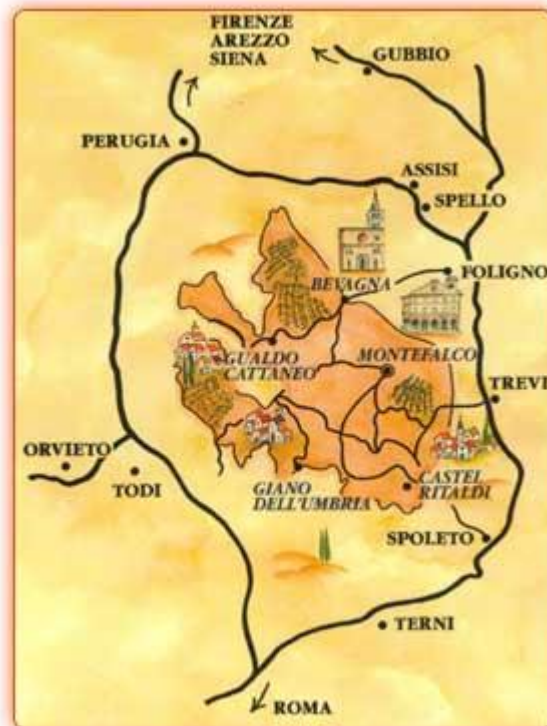 FIRENZE
AREZZO
SIENA
GUBBIO
PERUGIA
ASSISI
SPELLO
BEVAGNA
FOLIGNO
GUALDO
CATTANEO
MONTEFALCO
TREVI
ORVIETO
TODI
GIANO
DELL'UMBRIA
CASTEL
RITALDI
SPOLETO
TERNI
ROMA